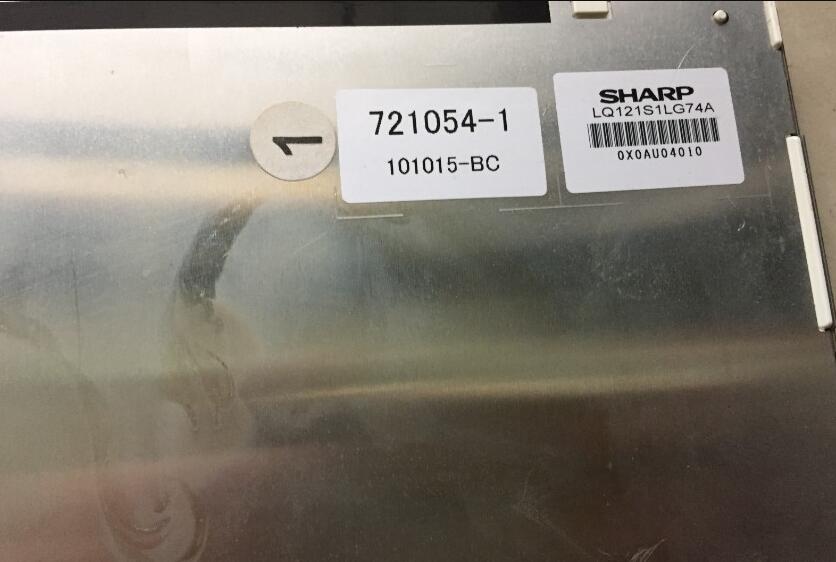 1
721054-1
101015-BC
SHARP
LQ121S1LG74A
0X0AU04010